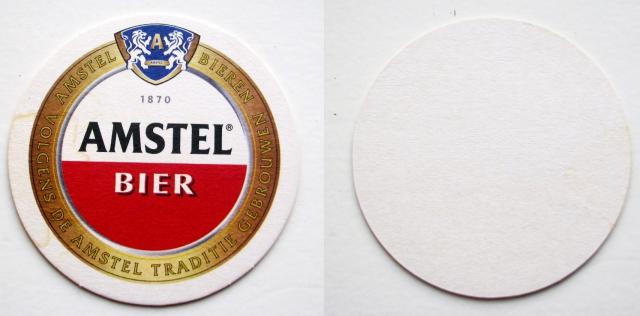 A
AMSTEL BIEREN VOLGENS DE AMSTEL TRADITIE GEBROUWEN
1870
AMSTEL®
BIER